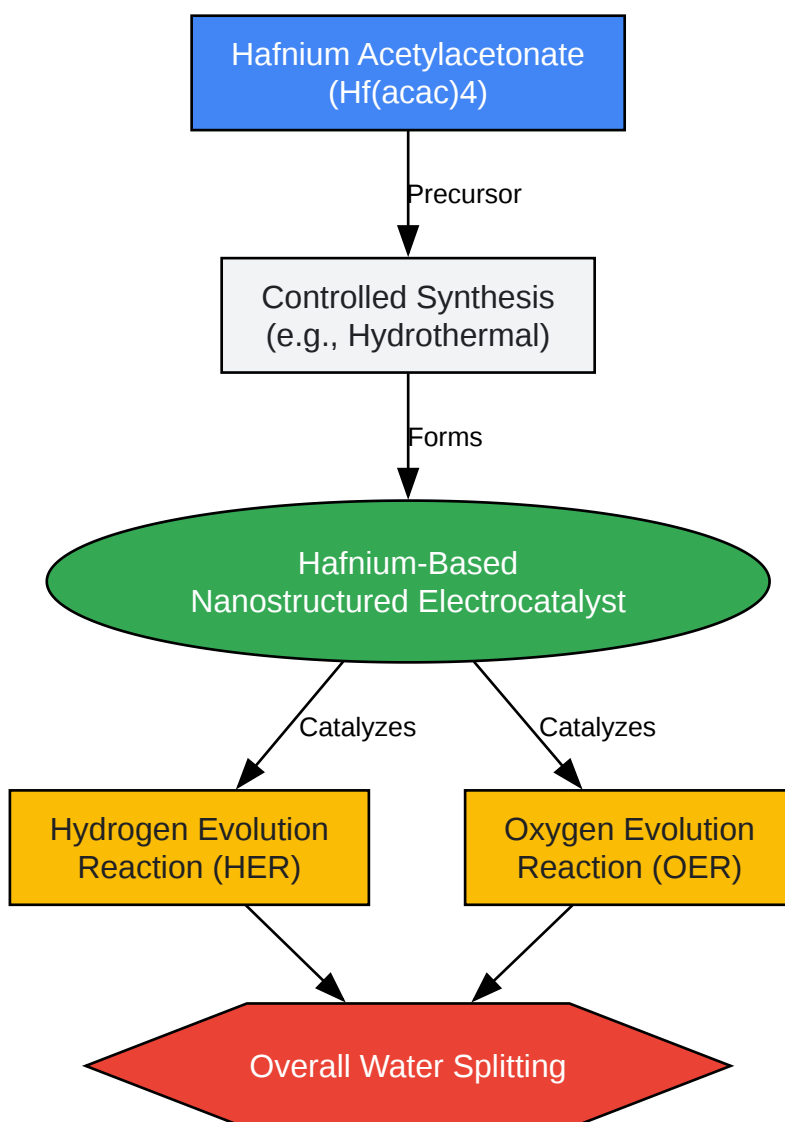 Hafnium Acetylacetonate
(Hf(acac)4)
Precursor
Controlled Synthesis
(e.g., Hydrothermal)
Forms
Hafnium-Based
Nanostructured Electrocatalyst
Catalyzes
Catalyzes
Hydrogen Evolution
Reaction (HER)
Oxygen Evolution
Reaction (OER)
Overall Water Splitting